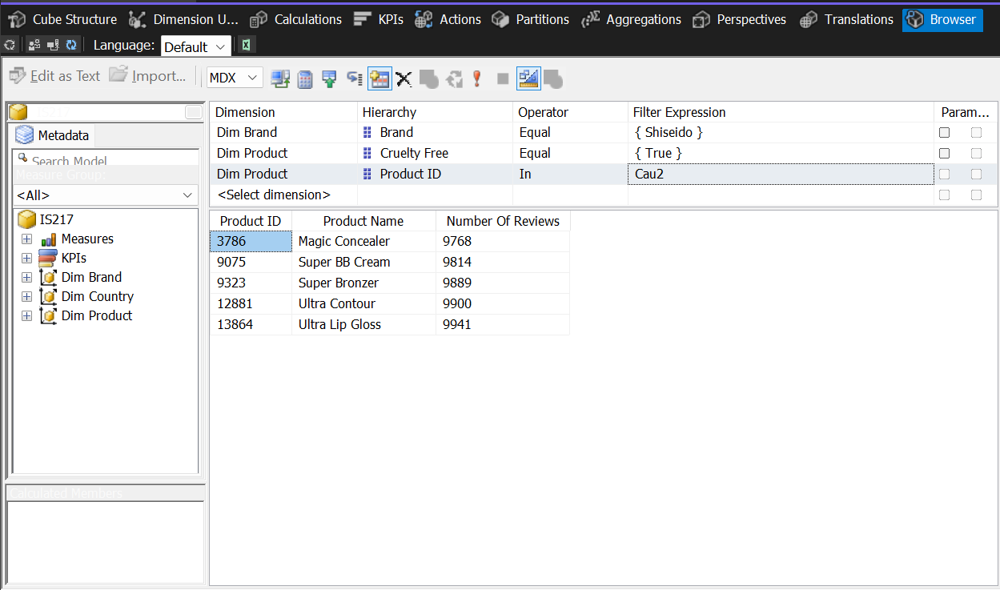 Cube Structure Dimension U... Calculations KPIs Actions Partitions Aggregations Perspectives Translations Browser
Language: Default
Edit as Text Import... MDX
Metadata
Search Model
Measure Group:
<All>
IS217
Measures
KPIs
Dim Brand
Dim Country
Dim Product
Calculated Members
Dimension Hierarchy Operator Filter Expression Param...
Dim Brand Brand Equal { Shiseido }
Dim Product Cruelty Free Equal { True }
Dim Product Product ID In Cau2
<Select dimension>
Product ID Product Name Number Of Reviews
3786 Magic Concealer 9768
9075 Super BB Cream 9814
9323 Super Bronzer 9889
12881 Ultra Contour 9900
13864 Ultra Lip Gloss 9941